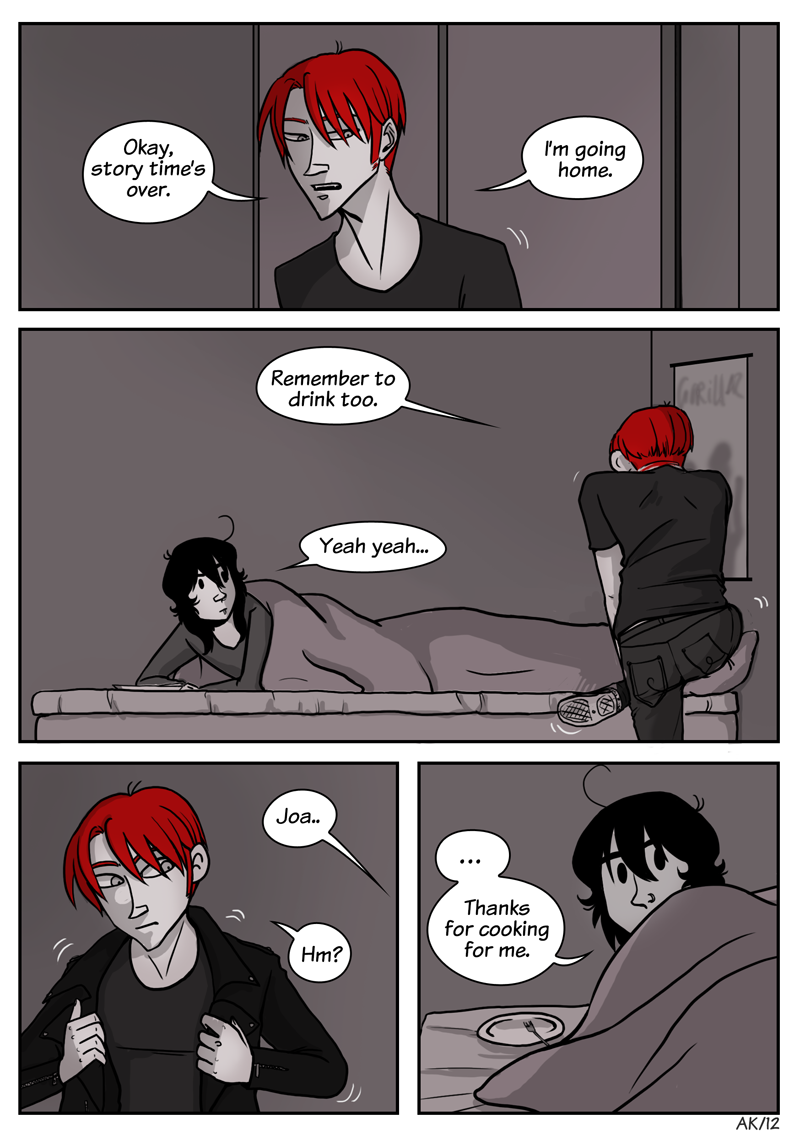 Okay,
story time's
over.
I'm going
home.
Remember to
drink too.
GoRillAZ
Yeah yeah...
Joa..
Hm?
...
Thanks
for cooking
for me.
AK/12